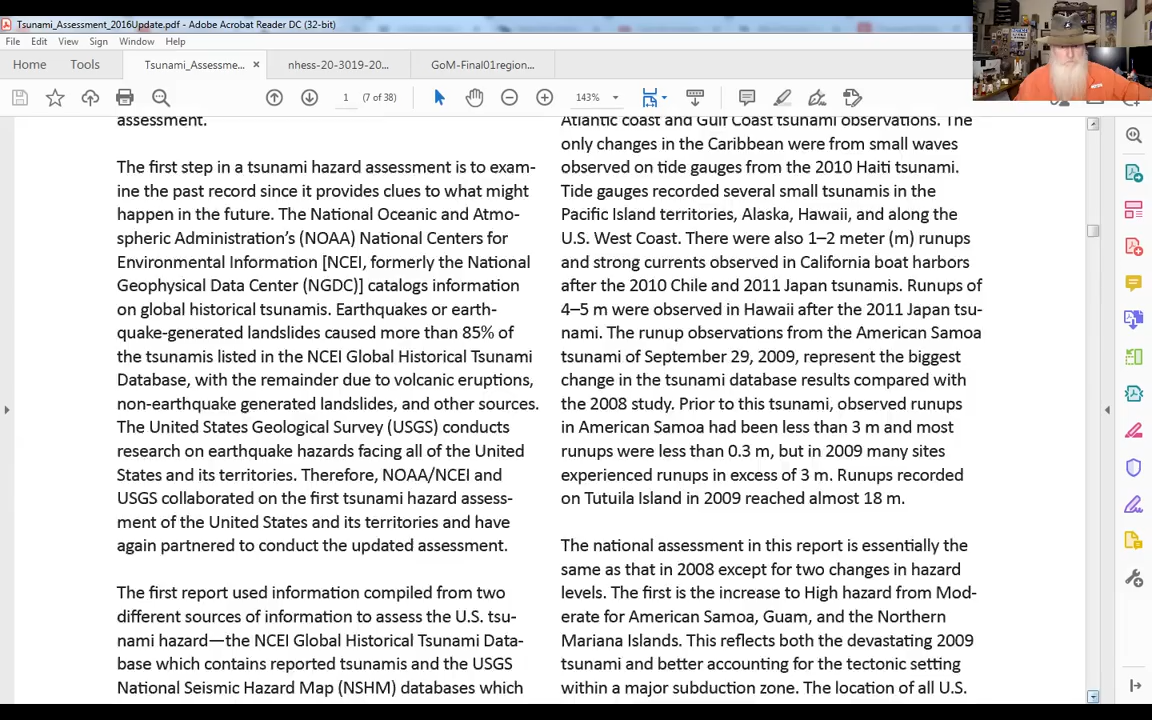 Tsunami_Assessment_2016Update.pdf - Adobe Acrobat Reader DC (32-bit)
File Edit View Sign Window Help
Home Tools Tsunami_Assessme... × nhess-20-3019-20... GoM-Final01region...
1 (7 of 38) 143%
assessment.
The first step in a tsunami hazard assessment is to exam-
ine the past record since it provides clues to what might
happen in the future. The National Oceanic and Atmo-
spheric Administration's (NOAA) National Centers for
Environmental Information [NCEI, formerly the National
Geophysical Data Center (NGDC)] catalogs information
on global historical tsunamis. Earthquakes or earth-
quake-generated landslides caused more than 85% of
the tsunamis listed in the NCEI Global Historical Tsunami
Database, with the remainder due to volcanic eruptions,
non-earthquake generated landslides, and other sources.
The United States Geological Survey (USGS) conducts
research on earthquake hazards facing all of the United
States and its territories. Therefore, NOAA/NCEI and
USGS collaborated on the first tsunami hazard assess-
ment of the United States and its territories and have
again partnered to conduct the updated assessment.
The first report used information compiled from two
different sources of information to assess the U.S. tsu-
nami hazard—the NCEI Global Historical Tsunami Data-
base which contains reported tsunamis and the USGS
National Seismic Hazard Map (NSHM) databases which
Atlantic coast and Gulf Coast tsunami observations. The
only changes in the Caribbean were from small waves
observed on tide gauges from the 2010 Haiti tsunami.
Tide gauges recorded several small tsunamis in the
Pacific Island territories, Alaska, Hawaii, and along the
U.S. West Coast. There were also 1–2 meter (m) runups
and strong currents observed in California boat harbors
after the 2010 Chile and 2011 Japan tsunamis. Runups of
4–5 m were observed in Hawaii after the 2011 Japan tsu-
nami. The runup observations from the American Samoa
tsunami of September 29, 2009, represent the biggest
change in the tsunami database results compared with
the 2008 study. Prior to this tsunami, observed runups
in American Samoa had been less than 3 m and most
runups were less than 0.3 m, but in 2009 many sites
experienced runups in excess of 3 m. Runups recorded
on Tutuila Island in 2009 reached almost 18 m.
The national assessment in this report is essentially the
same as that in 2008 except for two changes in hazard
levels. The first is the increase to High hazard from Mod-
erate for American Samoa, Guam, and the Northern
Mariana Islands. This reflects both the devastating 2009
tsunami and better accounting for the tectonic setting
within a major subduction zone. The location of all U.S.